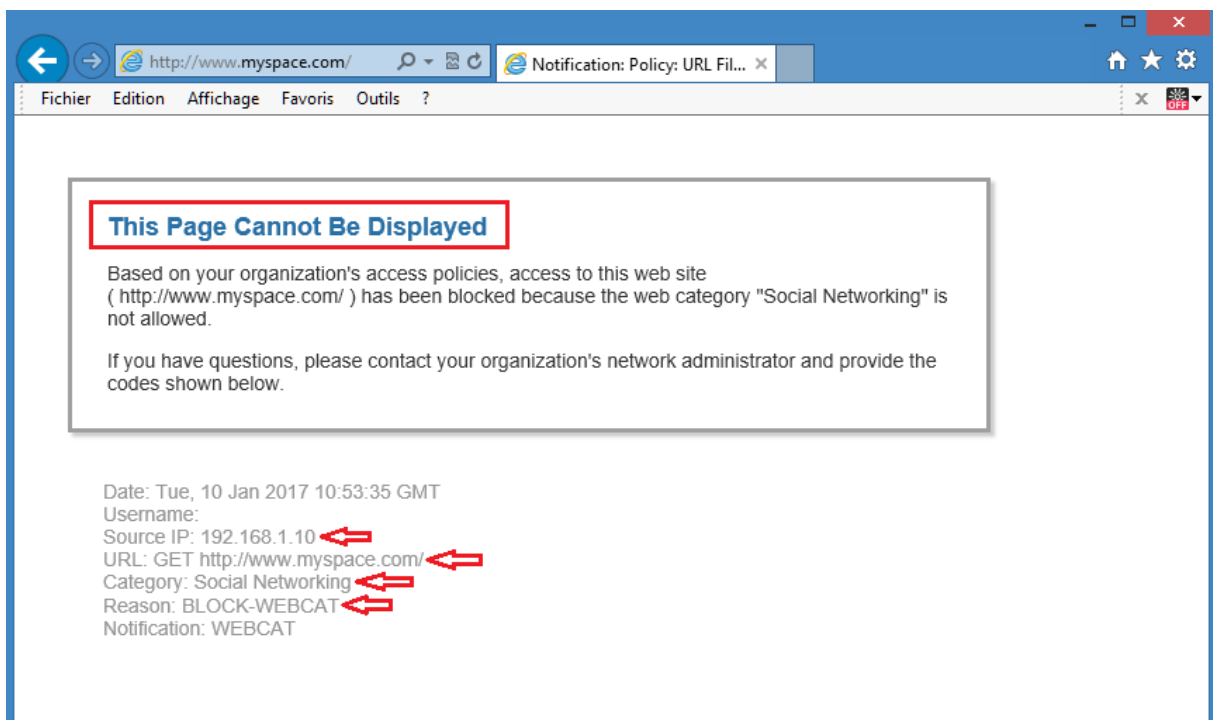 http://www.myspace.com/
Notification: Policy: URL Fil...
Fichier Edition Affichage Favoris Outils ?
OFF
This Page Cannot Be Displayed
Based on your organization's access policies, access to this web site
( http://www.myspace.com/ ) has been blocked because the web category "Social Networking" is
not allowed.
If you have questions, please contact your organization's network administrator and provide the
codes shown below.
Date: Tue, 10 Jan 2017 10:53:35 GMT
Username:
Source IP: 192.168.1.10
URL: GET http://www.myspace.com/
Category: Social Networking
Reason: BLOCK-WEBCAT
Notification: WEBCAT